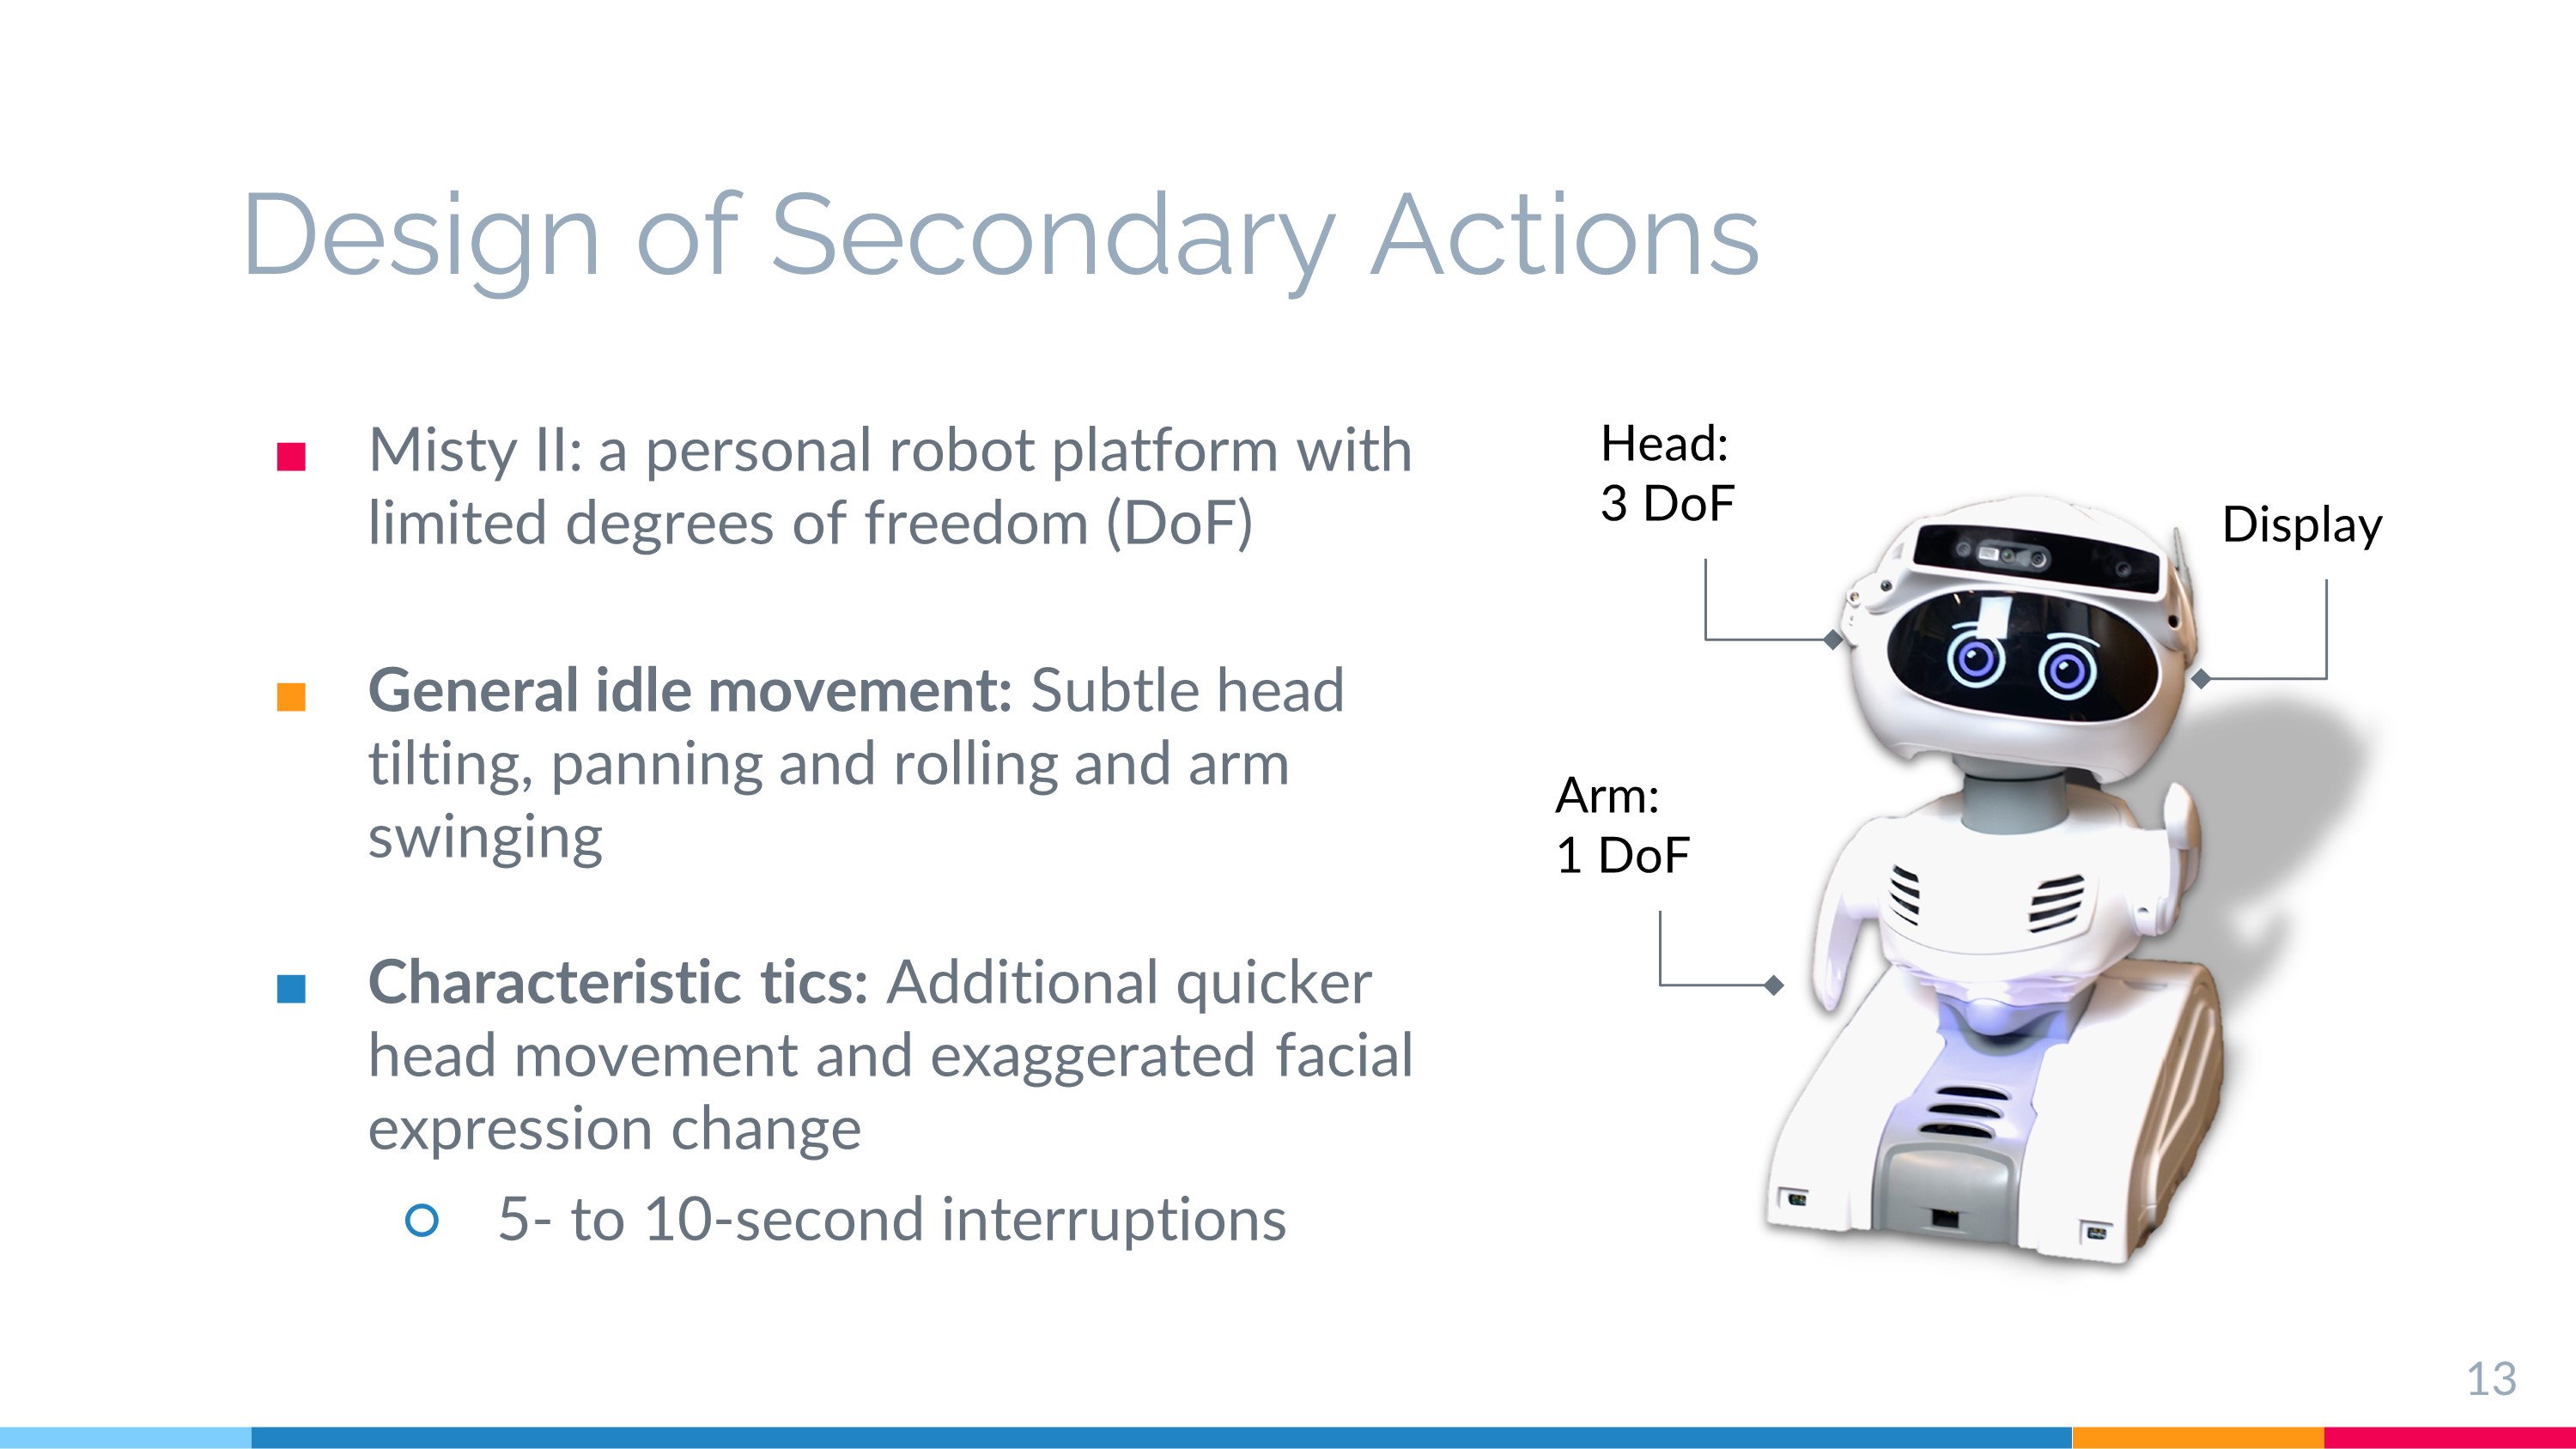 Design of Secondary Actions
Misty II: a personal robot platform with
limited degrees of freedom (DoF)
General idle movement: Subtle head
tilting, panning and rolling and arm
swinging
Characteristic tics: Additional quicker
head movement and exaggerated facial
expression change
5- to 10-second interruptions
Head:
3 DoF
Display
Arm:
1 DoF
13